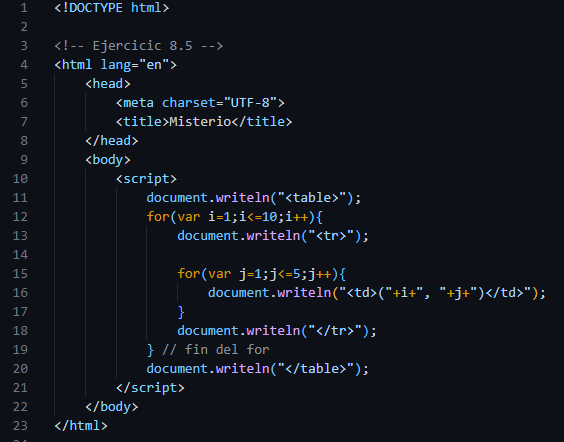 1 <!DOCTYPE html>
2
3 <!-- Ejercicic 8.5 -->
4 <html lang="en">
5     <head>
6         <meta charset="UTF-8">
7         <title>Misterio</title>
8     </head>
9     <body>
10         <script>
11             document.writeln("<table>");
12             for(var i=1;i<=10;i++){
13                 document.writeln("<tr>");
14
15                 for(var j=1;j<=5;j++){
16                     document.writeln("<td>("+i+", "+j+")</td>");
17                 }
18                 document.writeln("</tr>");
19             } // fin del for
20             document.writeln("</table>");
21         </script>
22     </body>
23 </html>